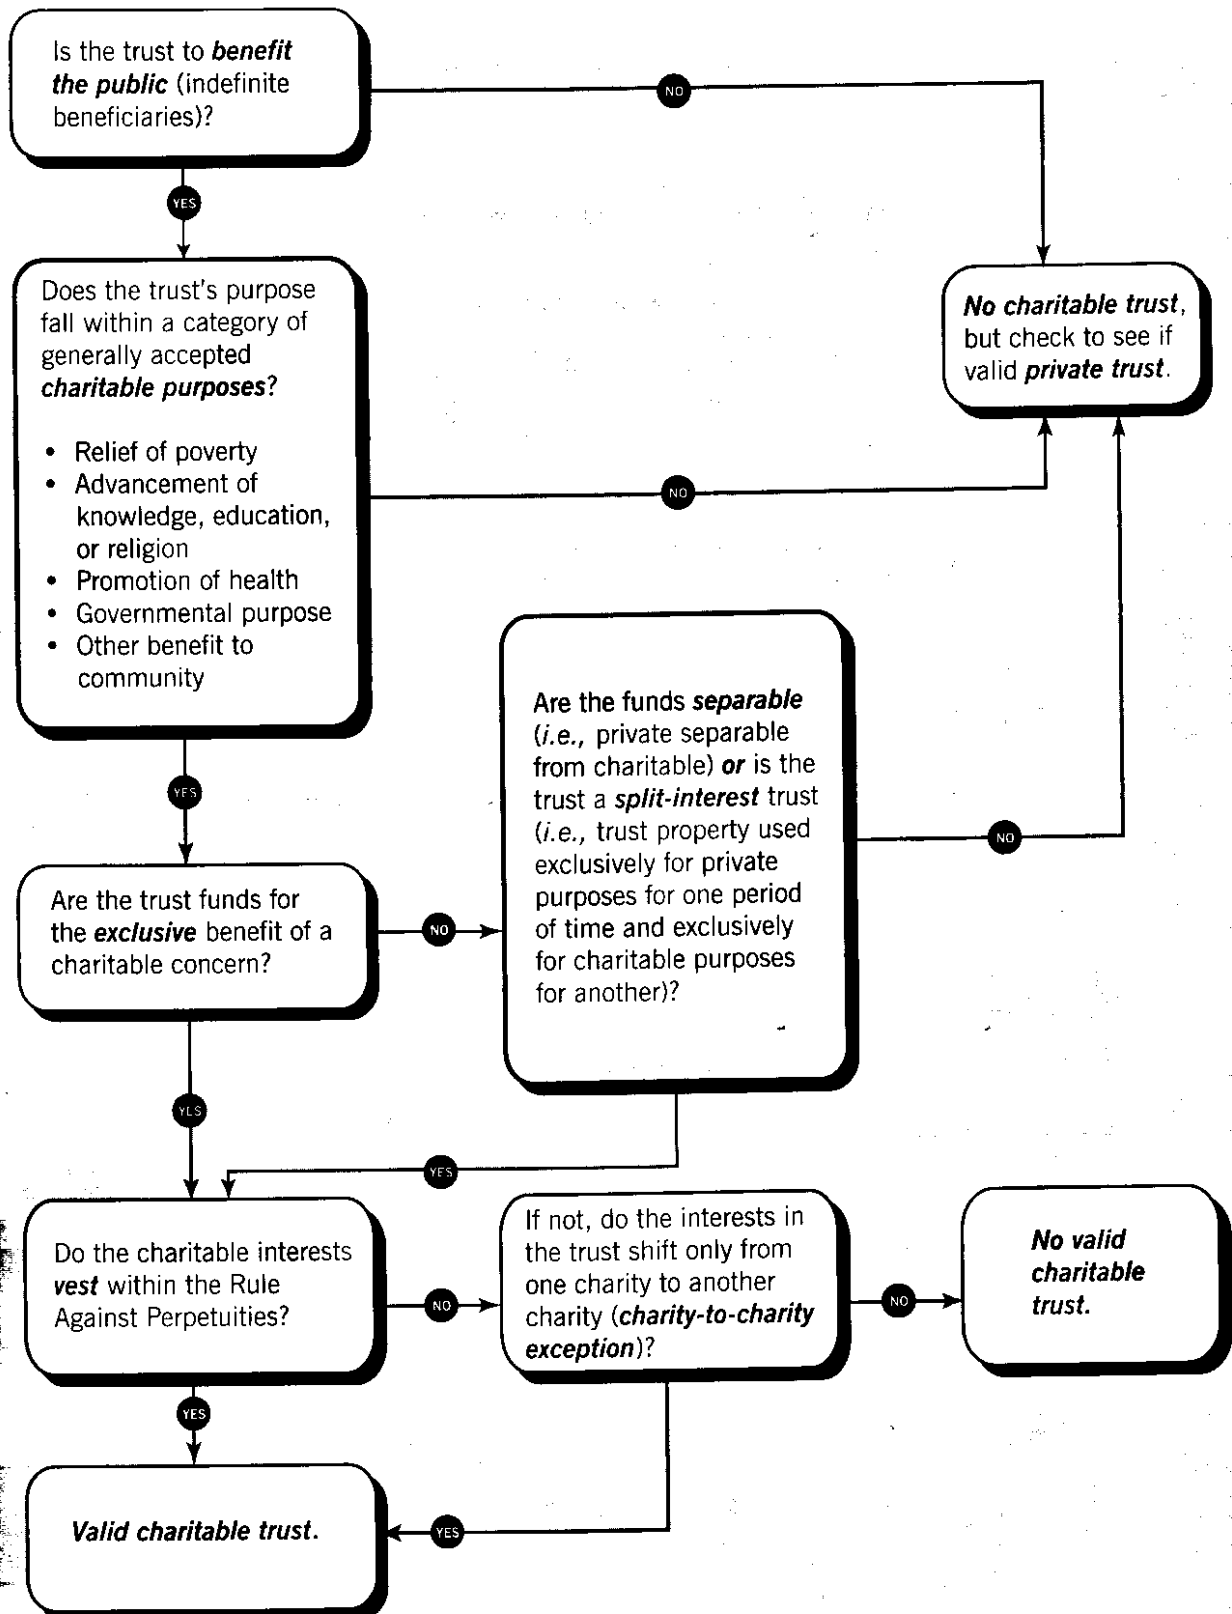 Is the trust to benefit
the public (indefinite
beneficiaries)?
NO
YES
Does the trust's purpose
fall within a category of
generally accepted
charitable purposes?
• Relief of poverty
• Advancement of
knowledge, education,
or religion
• Promotion of health
• Governmental purpose
• Other benefit to
community
NO
No charitable trust,
but check to see if
valid private trust.
YES
Are the trust funds for
the exclusive benefit of a
charitable concern?
NO
Are the funds separable
(i.e., private separable
from charitable) or is the
trust a split-interest trust
(i.e., trust property used
exclusively for private
purposes for one period
of time and exclusively
for charitable purposes
for another)?
NO
YES
YES
Do the charitable interests
vest within the Rule
Against Perpetuities?
NO
If not, do the interests in
the trust shift only from
one charity to another
charity (charity-to-charity
exception)?
NO
No valid
charitable
trust.
YES
Valid charitable trust.
YES